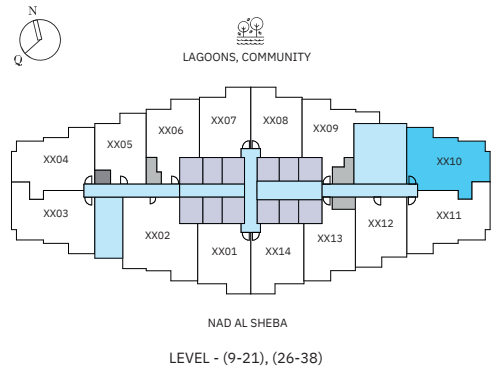 N
Q
LAGOONS, COMMUNITY
XX07
XX08
XX06
XX09
XX05
XX04
XX10
XX03
XX11
XX02
XX12
XX13
XX01
XX14
NAD AL SHEBA
LEVEL - (9-21), (26-38)